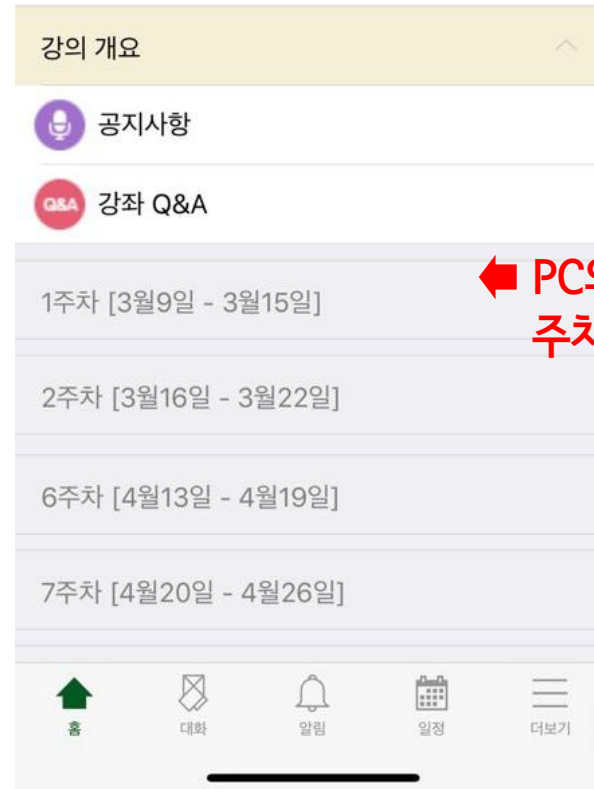 강의 개요
공지사항
Q&A 강좌 Q&A
1주차 [3월9일 - 3월15일]
PC
주차
2주차 [3월16일 - 3월22일]
6주차 [4월13일 - 4월19일]
7주차 [4월20일 - 4월26일]
홈 대화 알림 일정 더보기